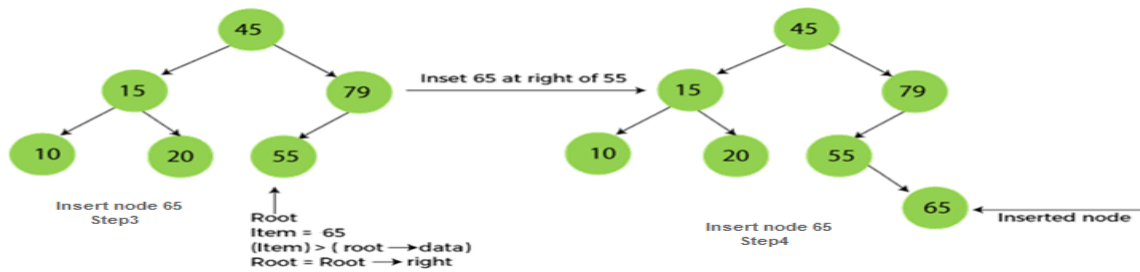 45
15
79
10
20
55
Insert node 65
Step3
Root
Item = 65
(Item) > ( root → data)
Root = Root → right
Inset 65 at right of 55
45
15
79
10
20
55
65
Inserted node
Insert node 65
Step4